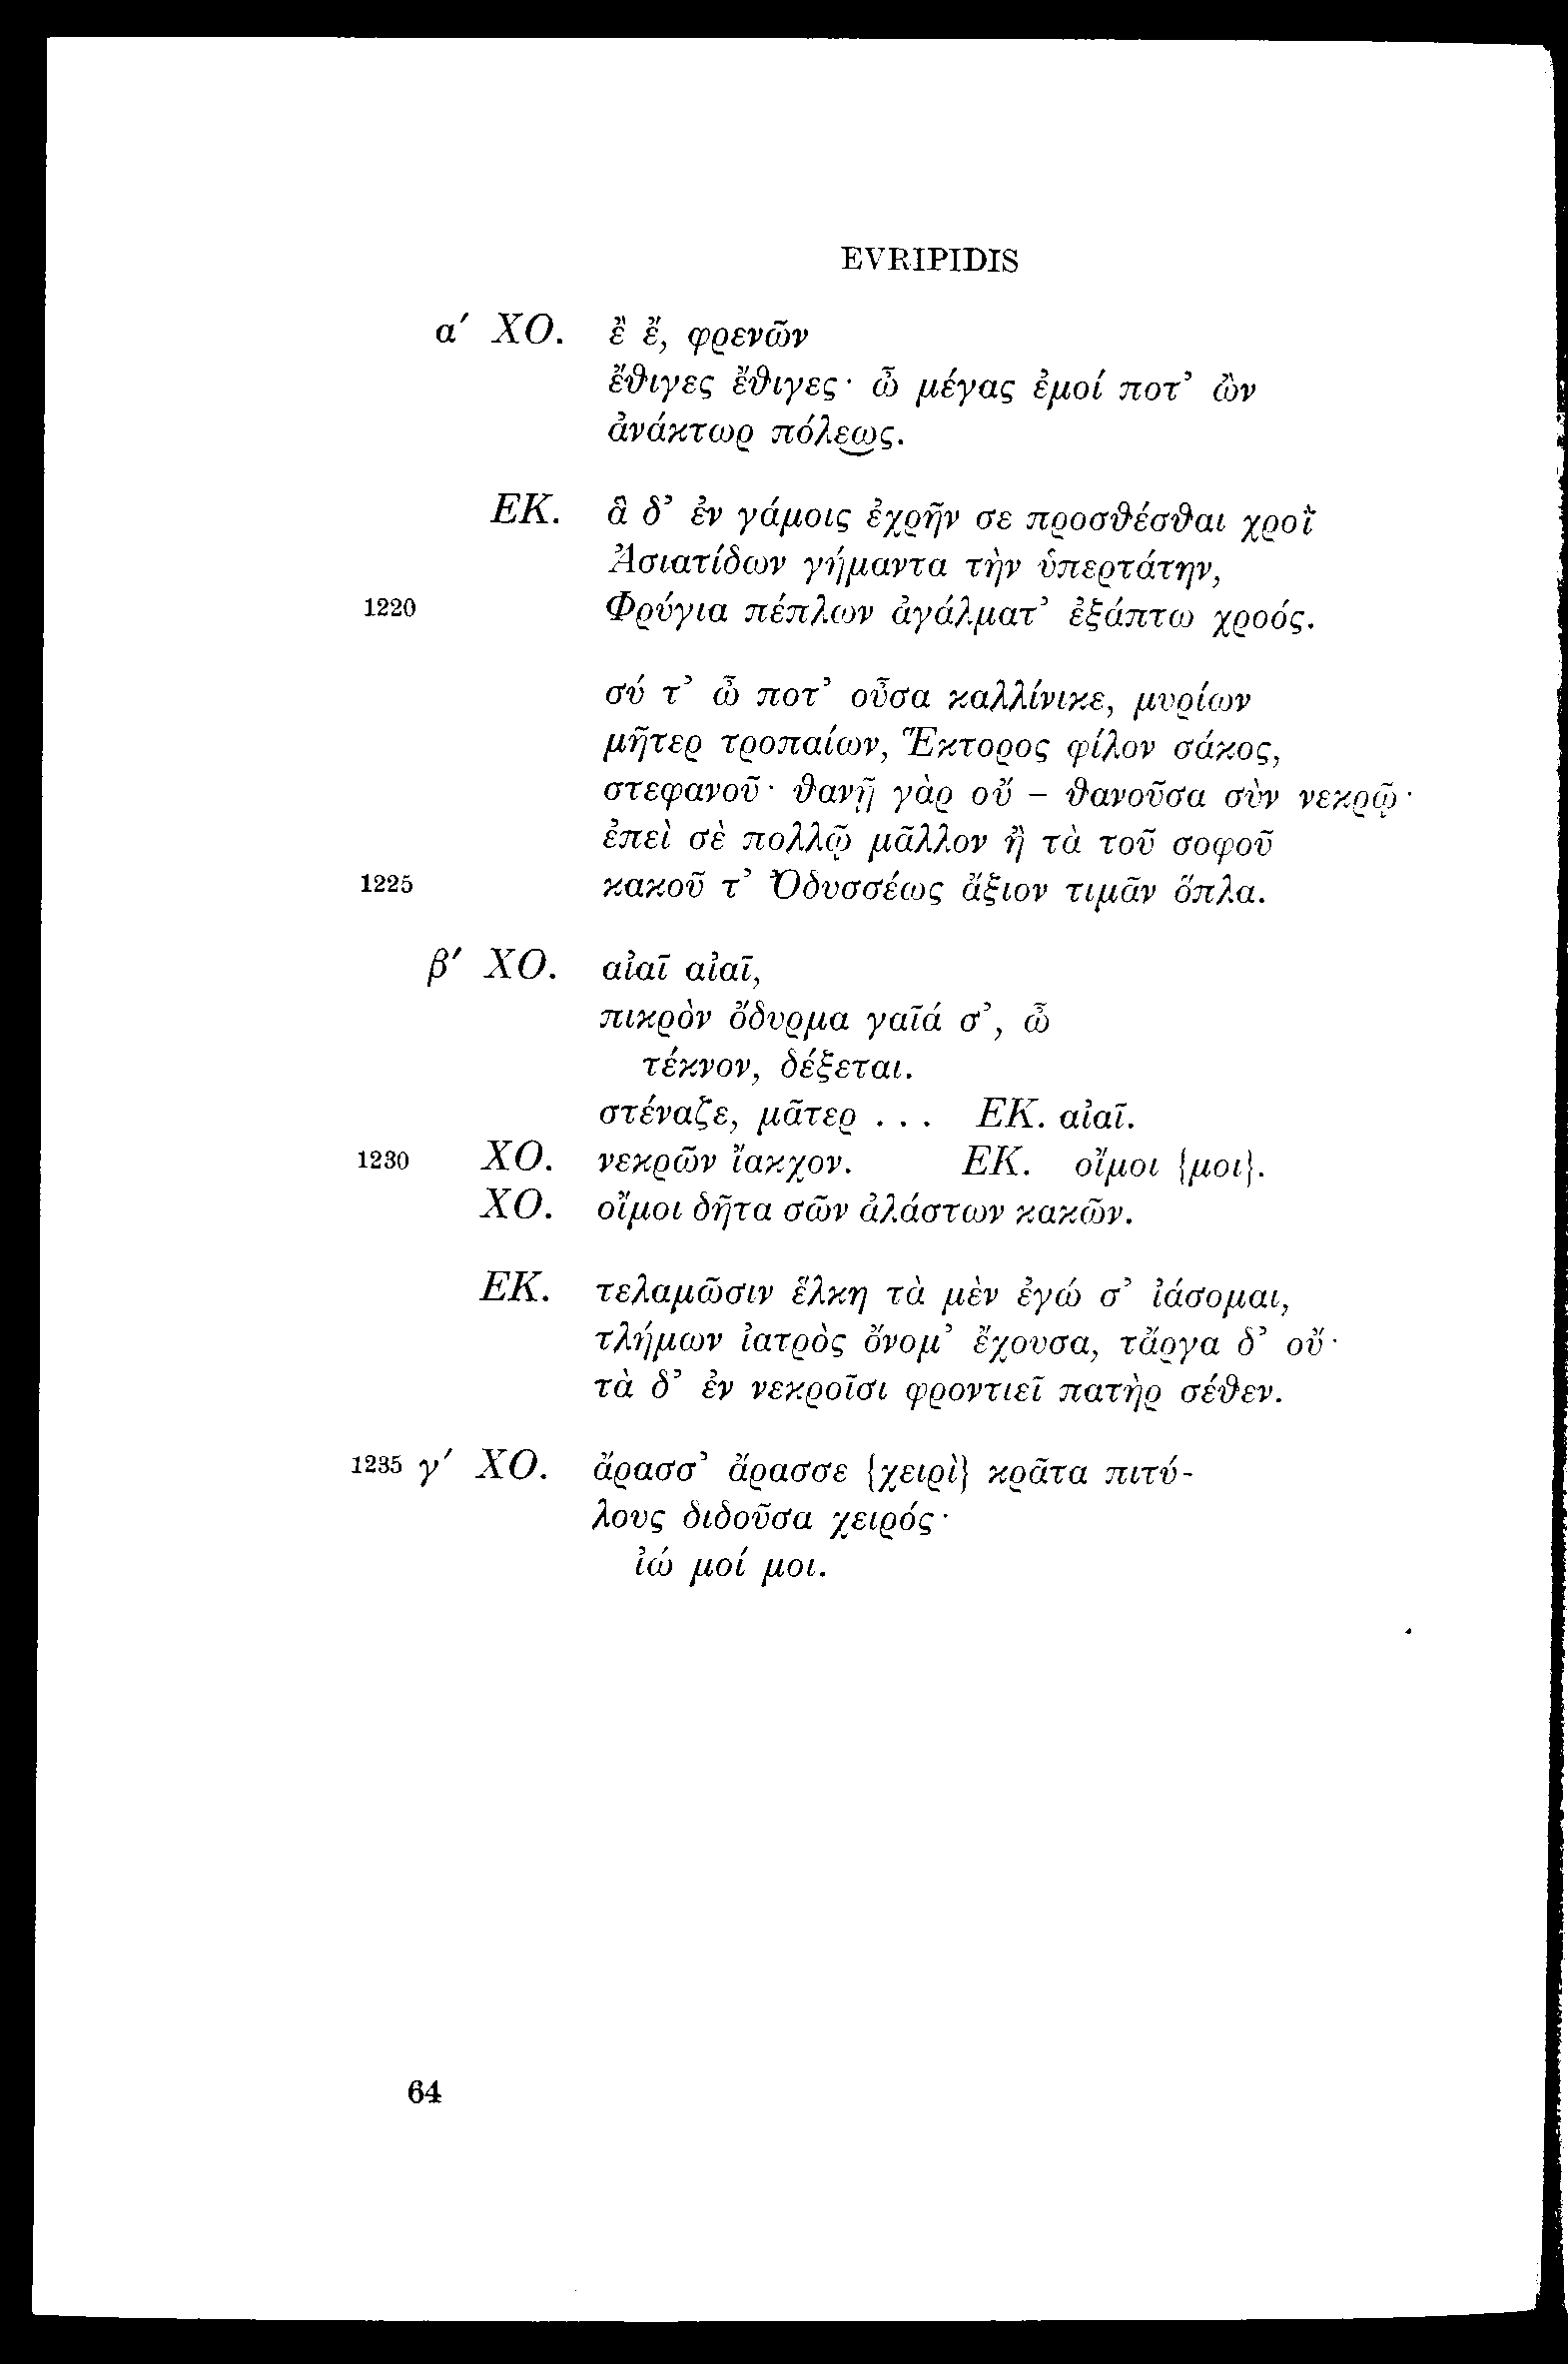 EVRIPIDIS
α′ ΧΟ. ἒ ἔ, φρενῶν
ἔθιγες ἔθιγες· ὦ μέγας ἐμοί ποτ’ ὢν
ἀνάκτωρ πόλεως.
ΕΚ. ἃ δ’ ἐν γάμοις ἐχρῆν σε προσθέσθαι χροῒ
Ἀσιατίδων γήμαντα τὴν ὑπερτάτην,
1220 Φρύγια πέπλων ἀγάλματ’ ἐξάπτω χροός.
σύ τ’ ὦ ποτ’ οὖσα καλλίνικε, μυρίων
μῆτερ τροπαίων, Ἕκτορος φίλον σάκος,
στεφανοῦ· θανῇ γὰρ οὔ – θανοῦσα σὺν νεκρῷ·
ἐπεὶ σὲ πολλῷ μᾶλλον ἢ τὰ τοῦ σοφοῦ
1225 κακοῦ τ’ Ὀδυσσέως ἄξιον τιμᾶν ὅπλα.
β′ ΧΟ. αἰαῖ αἰαῖ,
πικρὸν ὄδυρμα γαῖά σ’, ὦ
τέκνον, δέξεται.
στέναζε, μᾶτερ . . . ΕΚ. αἰαῖ.
1230 ΧΟ. νεκρῶν ἴακχον. ΕΚ. οἴμοι {μοι}.
ΧΟ. οἴμοι δῆτα σῶν ἀλάστων κακῶν.
ΕΚ. τελαμῶσιν ἕλκη τὰ μὲν ἐγώ σ’ ἰάσομαι,
τλήμων ἰατρὸς ὄνομ’ ἔχουσα, τἄργα δ’ οὔ·
τὰ δ’ ἐν νεκροῖσι φροντιεῖ πατὴρ σέθεν.
1235 γ′ ΧΟ. ἄρασσ’ ἄρασσε {χειρὶ} κρᾶτα πιτύ-
λους διδοῦσα χειρός·
ἰώ μοί μοι.
64